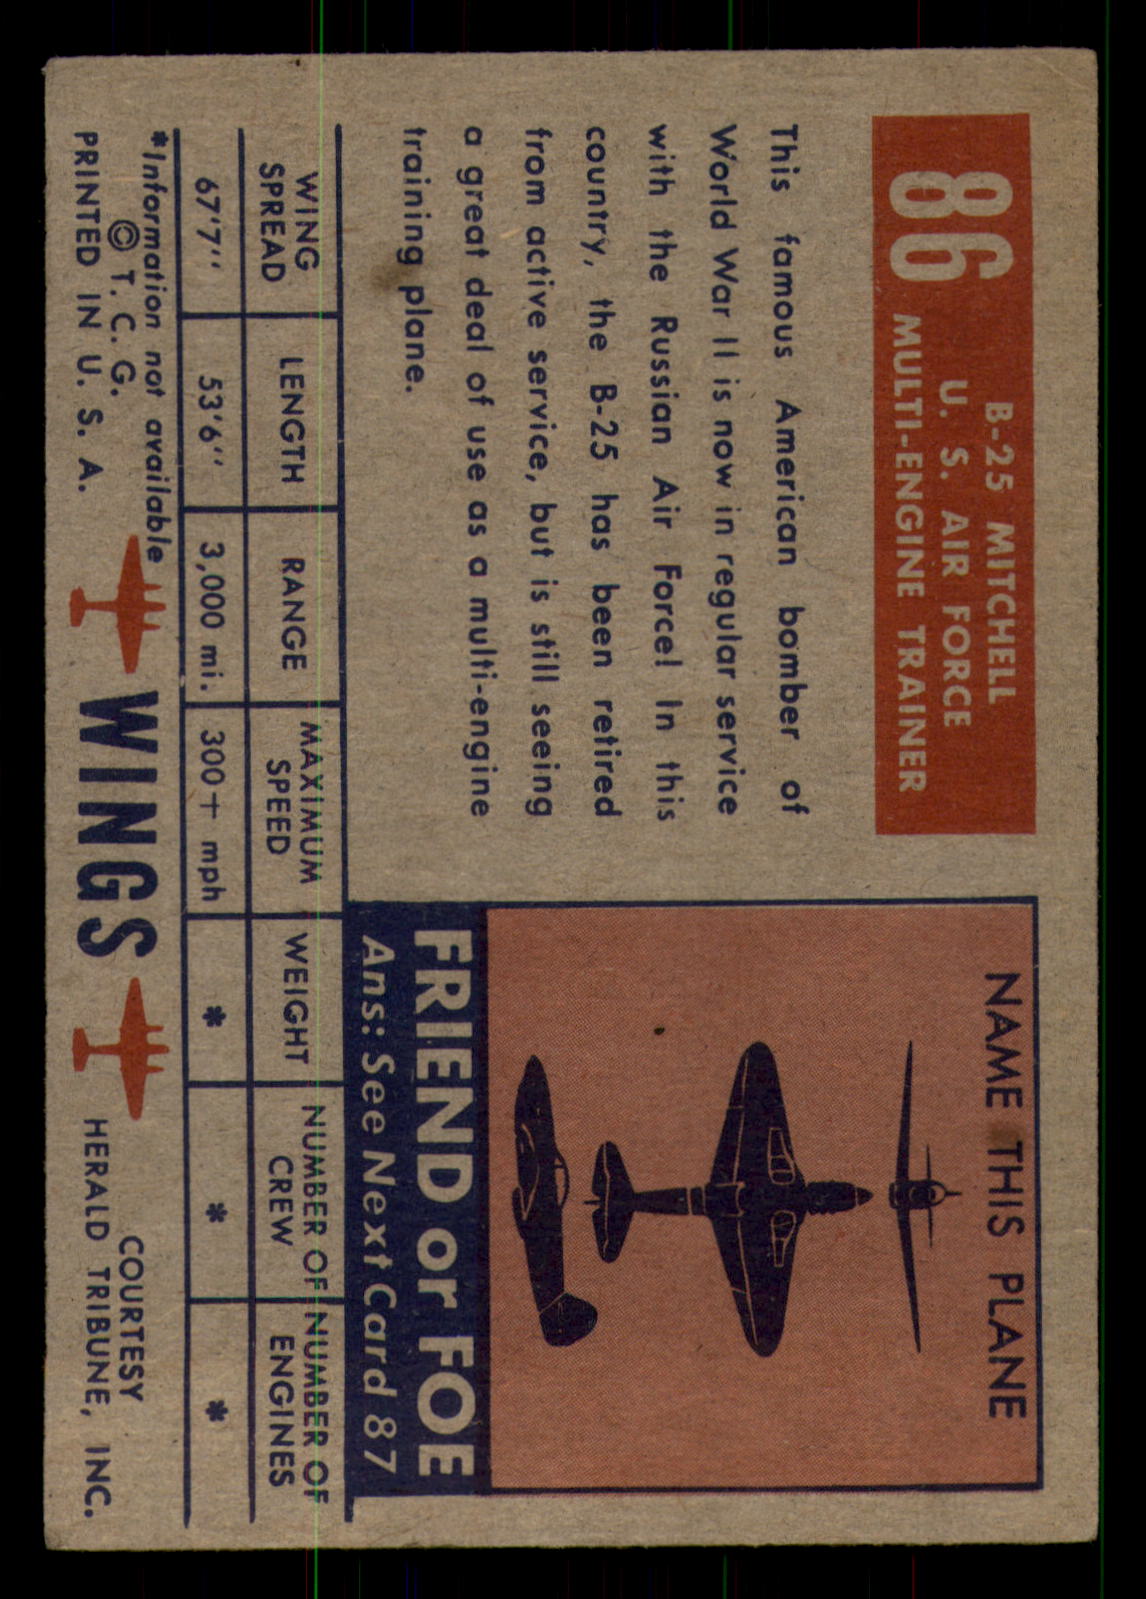 86
B-25 MITCHELL
U. S. AIR FORCE
MULTI-ENGINE TRAINER
This famous American bomber of
World War II is now in regular service
with the Russian Air Force! In this
country, the B-25 has been retired
from active service, but is still seeing
a great deal of use as a multi-engine
training plane.
NAME THIS PLANE
FRIEND or FOE
Ans: See Next Card 87
WING SPREAD LENGTH RANGE MAXIMUM SPEED WEIGHT NUMBER OF CREW NUMBER OF ENGINES
67'7'' 53'6'' 3,000 mi. 300+ mph * * *
*Information not available
© T. C. G.
PRINTED IN U. S. A.
WINGS
COURTESY
HERALD TRIBUNE, INC.